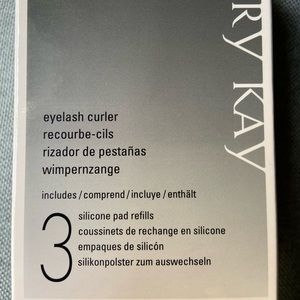 RY KAY
eyelash curler
recourbe-cils
rizador de pestañas
wimpernzange
includes/comprend/incluye/enthält
3
silicone pad refills
coussinets de rechange en silicone
empaques de silicón
silikonpolster zum auswechseln